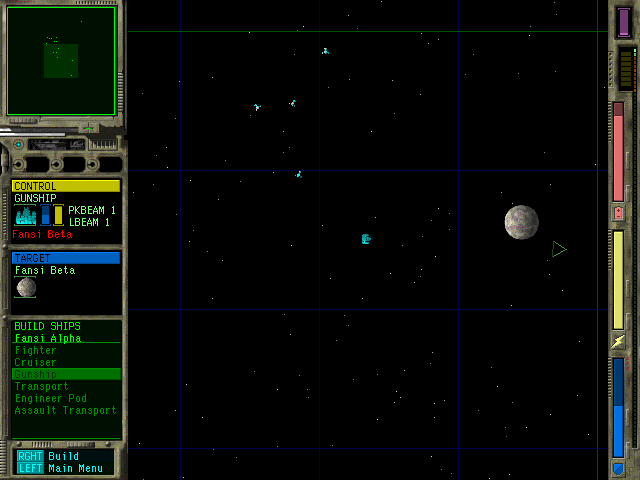 CONTROL
GUNSHIP
PKBEAM 1
LBEAM 1
Fansi Beta
TARGET
Fansi Beta
BUILD SHIPS
Fansi Alpha
Fighter
Cruiser
Gunship
Transport
Engineer Pod
Assault Transport
RGHT Build
LEFT Main Menu